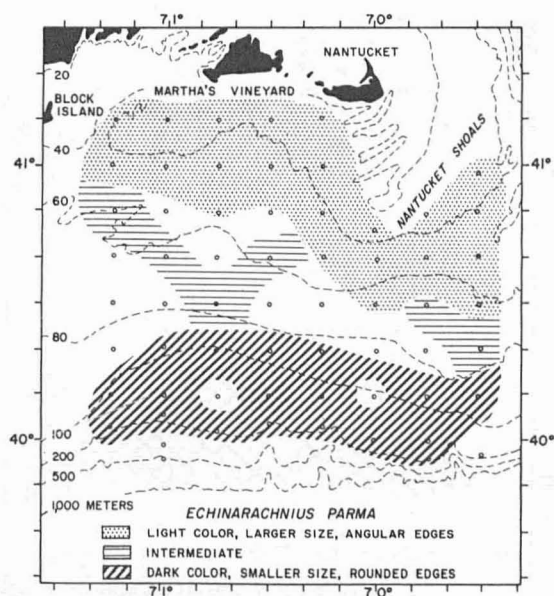 71° 70°
NANTUCKET
20
BLOCK
ISLAND
MARTHA'S VINEYARD
40
41° 41°
NANTUCKET SHOALS
60
80
40° 40°
100
200
500
1,000 METERS
ECHINARACHNIUS PARMA
LIGHT COLOR, LARGER SIZE, ANGULAR EDGES
INTERMEDIATE
DARK COLOR, SMALLER SIZE, ROUNDED EDGES
71° 70°